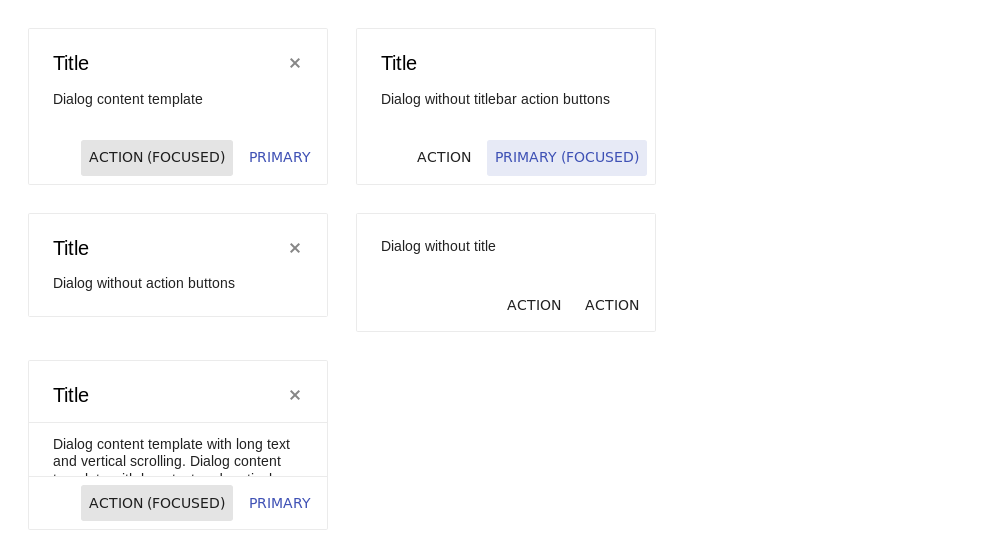 Title
Dialog content template
ACTION (FOCUSED) PRIMARY
Title
Dialog without titlebar action buttons
ACTION PRIMARY (FOCUSED)
Title
Dialog without action buttons
Dialog without title
ACTION ACTION
Title
Dialog content template with long text
and vertical scrolling. Dialog content
ACTION (FOCUSED) PRIMARY